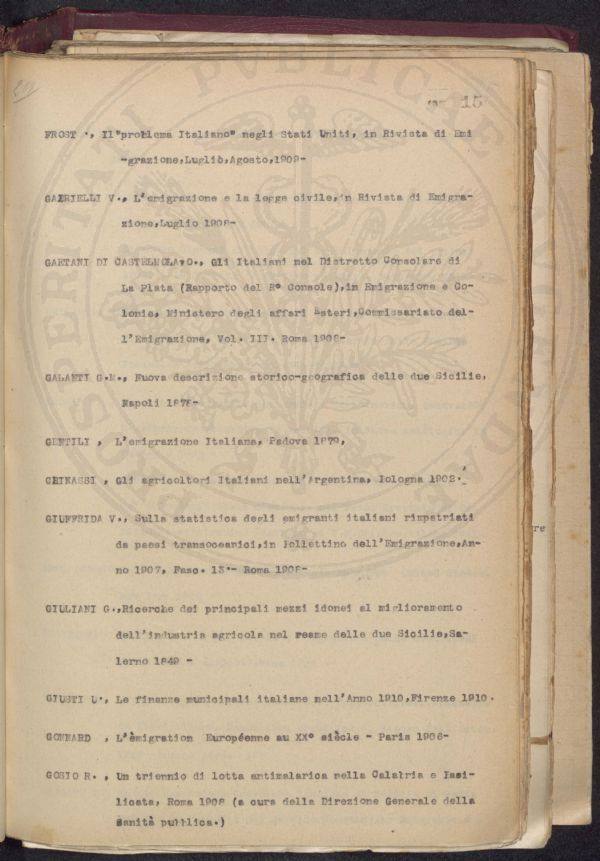 15
FROST ., Il "problema Italiano" negli Stati Uniti, in Rivista di Emi
-grazione, Luglio, Agosto, 1909-
GABRIELLI V., L'emigrazione e la legge civile, in Rivista di Emigra-
zione, Luglio 1908-
GAETANI DI CASTELMOLA O., Gli Italiani nel Distretto Consolare di
La Plata (Rapporto del R° Console), in Emigrazione e Co-
lonie, Ministero degli affari Esteri, Commissariato del-
l'Emigrazione, Vol. III. Roma 1908-
GALANTI G.M., Nuova descrizione storico-geografica delle due Sicilie,
Napoli 1878-
GENTILI , L'emigrazione Italiana, Padova 1879,
GHINASSI , Gli agricoltori Italiani nell'Argentina, Bologna 1902.
GIUFFRIDA V., Sulla statistica degli emigranti italiani rimpatriati
da paesi transoceanici, in Bollettino dell'Emigrazione, An-
no 1907, Fasc. 13.- Roma 1908-
GIULIANI G., Ricerche dei principali mezzi idonei al miglioramento
dell'industria agricola nel reame delle due Sicilie, Sa-
lerno 1849 -
GIUSTI U., Le finanze municipali italiane nell'Anno 1910, Firenze 1910.
GONNARD , L'èmigration Européenne au XX° siècle - Paris 1906-
GOSIO R. , Un triennio di lotta antimalarica nella Calabria e Basi-
licata, Roma 1908 (a cura della Direzione Generale della
Sanità pubblica.)
re
POSTERITATI PUBLICAE